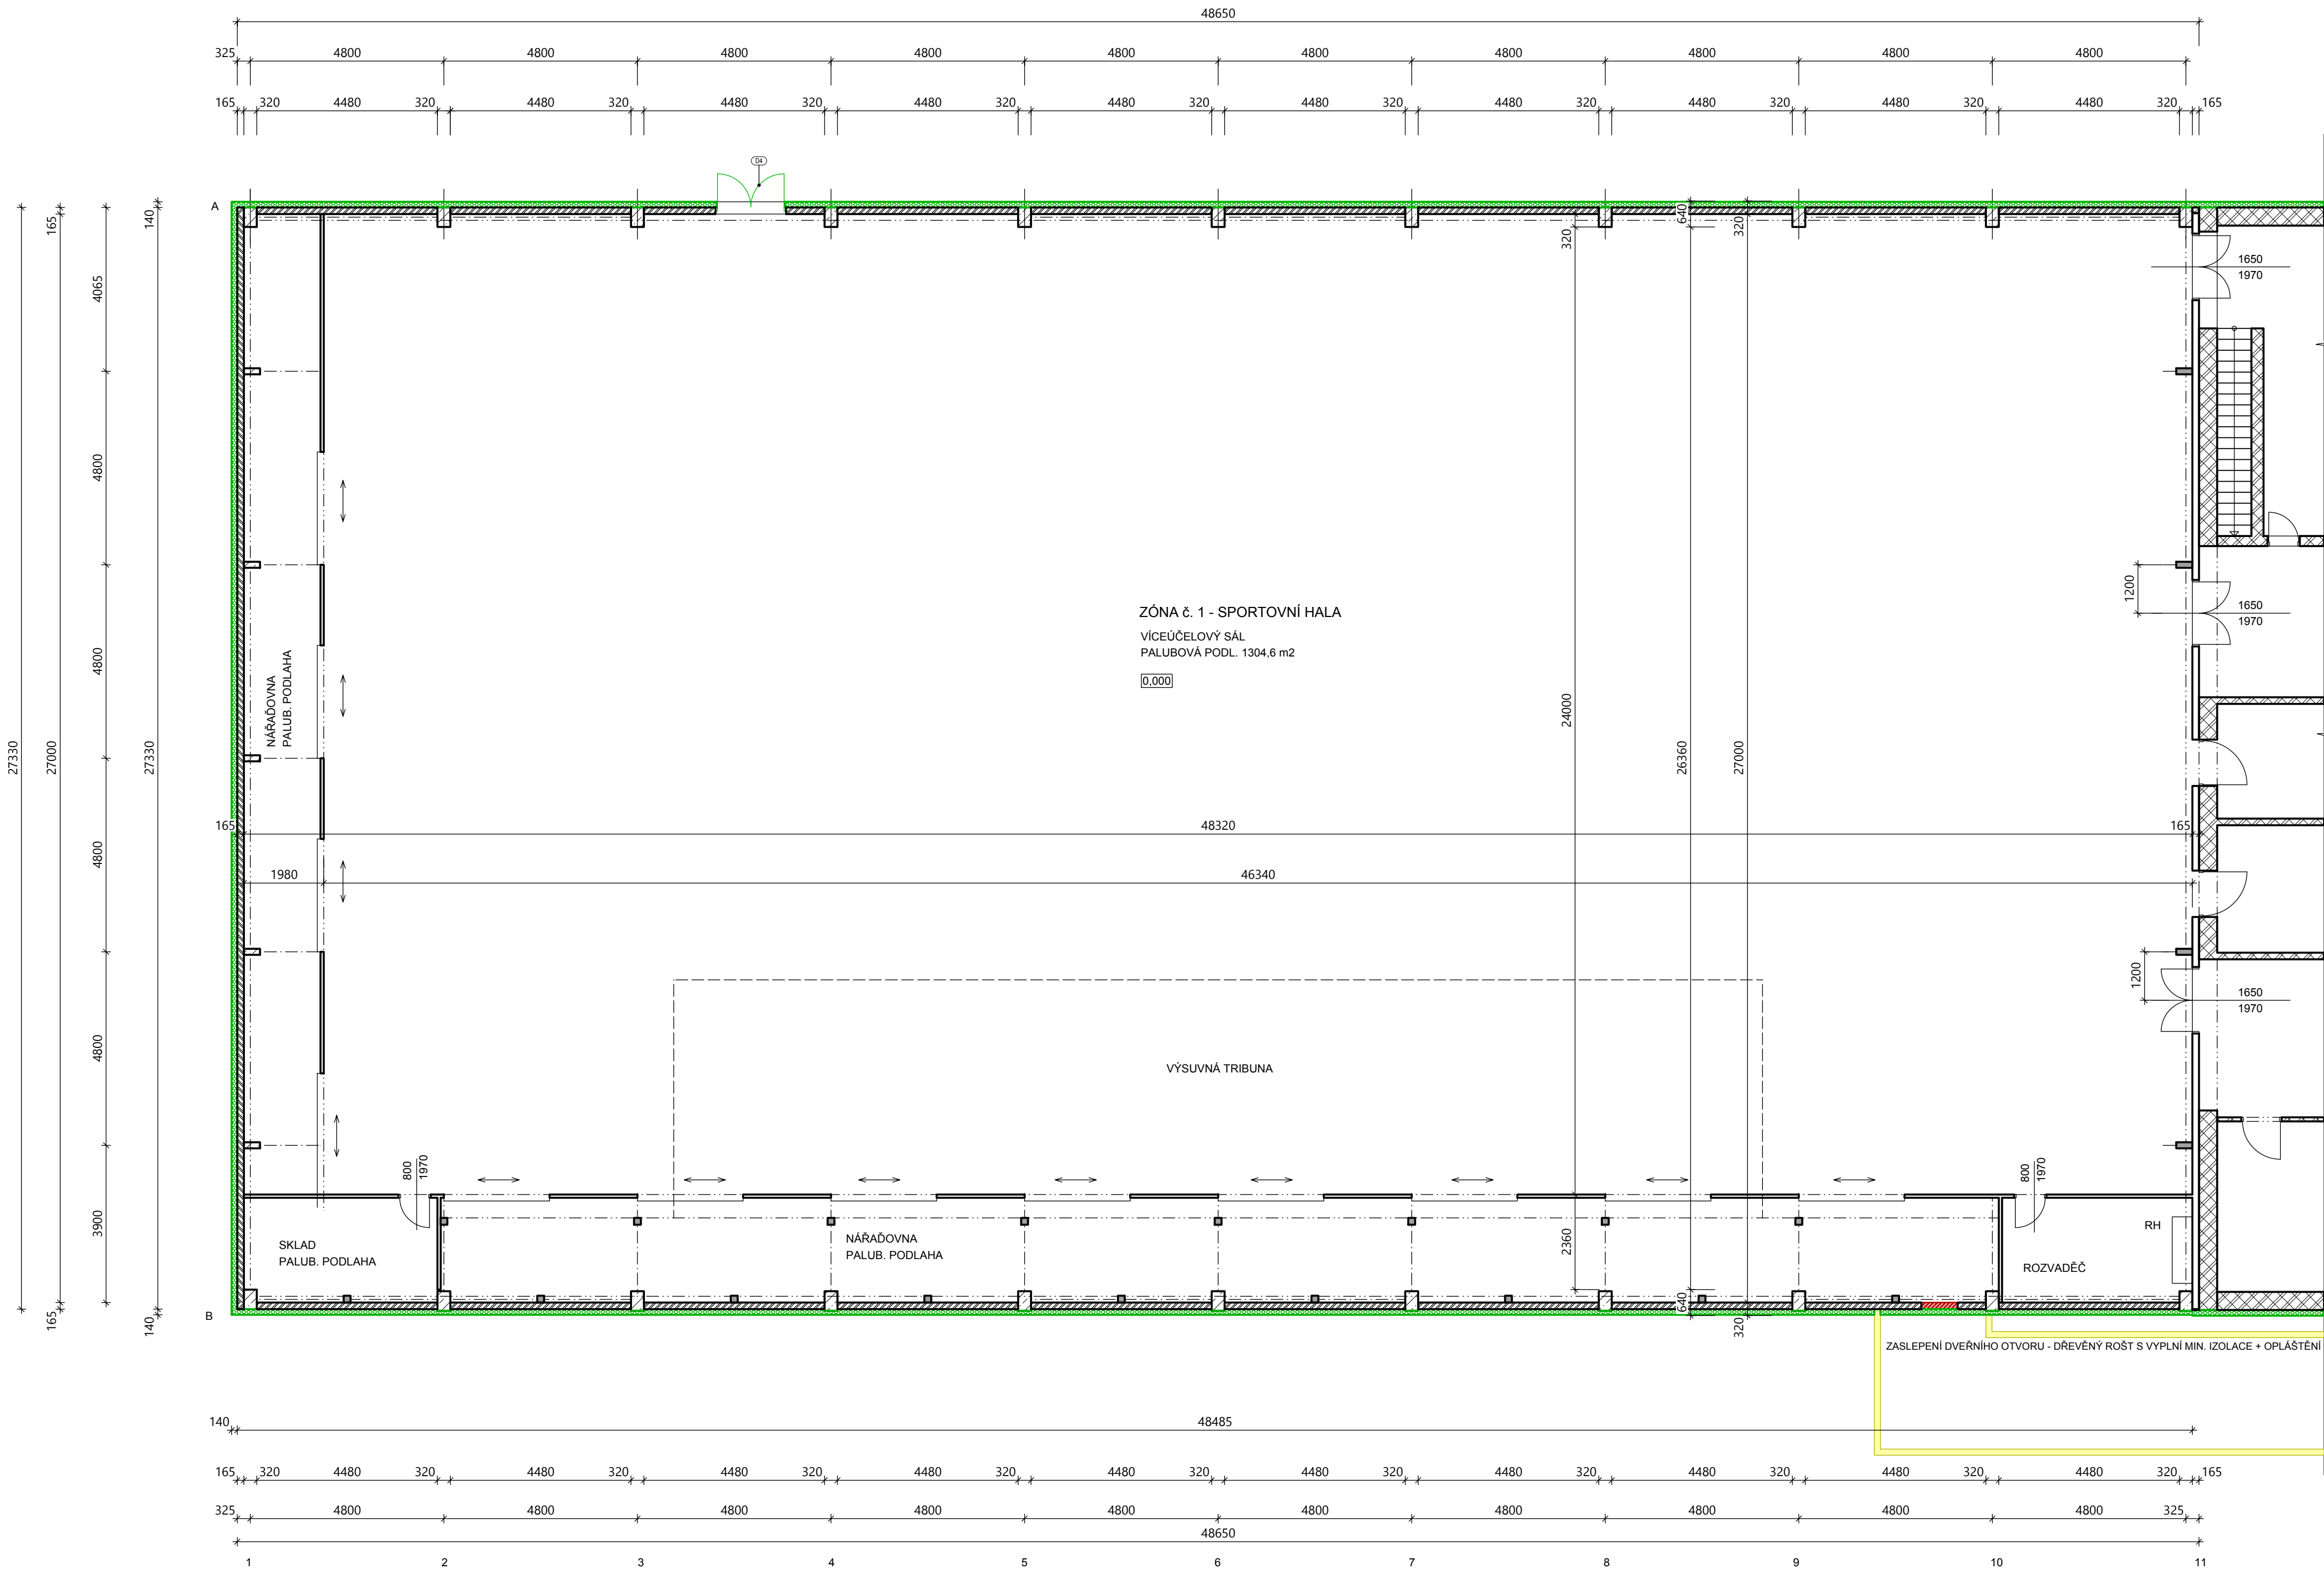 48650
325 4800 4800 4800 4800 4800 4800 4800 4800 4800 4800
165 320 4480 320 4480 320 4480 320 4480 320 4480 320 4480 320 4480 320 4480 320 4480 320 4480 320 165
D4
A
165
140
640
320
320
1650
1970
4065
4800
1200
1650
1970
ZÓNA č. 1 - SPORTOVNÍ HALA
VÍCEÚČELOVÝ SÁL
PALUBOVÁ PODL. 1304,6 m2
0,000
NÁŘAĎOVNA
PALUB. PODLAHA
4800
24000
27330
27000
27330
26360
27000
165
48320
165
4800
1980
46340
1200
1650
1970
4800
VÝSUVNÁ TRIBUNA
800
1970
800
1970
3900
SKLAD
PALUB. PODLAHA
NÁŘAĎOVNA
PALUB. PODLAHA
2360
RH
ROZVADĚČ
640
320
165
140
B
ZASLEPENÍ DVEŘNÍHO OTVORU - DŘEVĚNÝ ROŠT S VYPLNÍ MIN. IZOLACE + OPLÁŠTĚNÍ
140
48485
165 320 4480 320 4480 320 4480 320 4480 320 4480 320 4480 320 4480 320 4480 320 4480 320 4480 320 165
325 4800 4800 4800 4800 4800 4800 4800 4800 4800 4800 325
48650
1 2 3 4 5 6 7 8 9 10 11